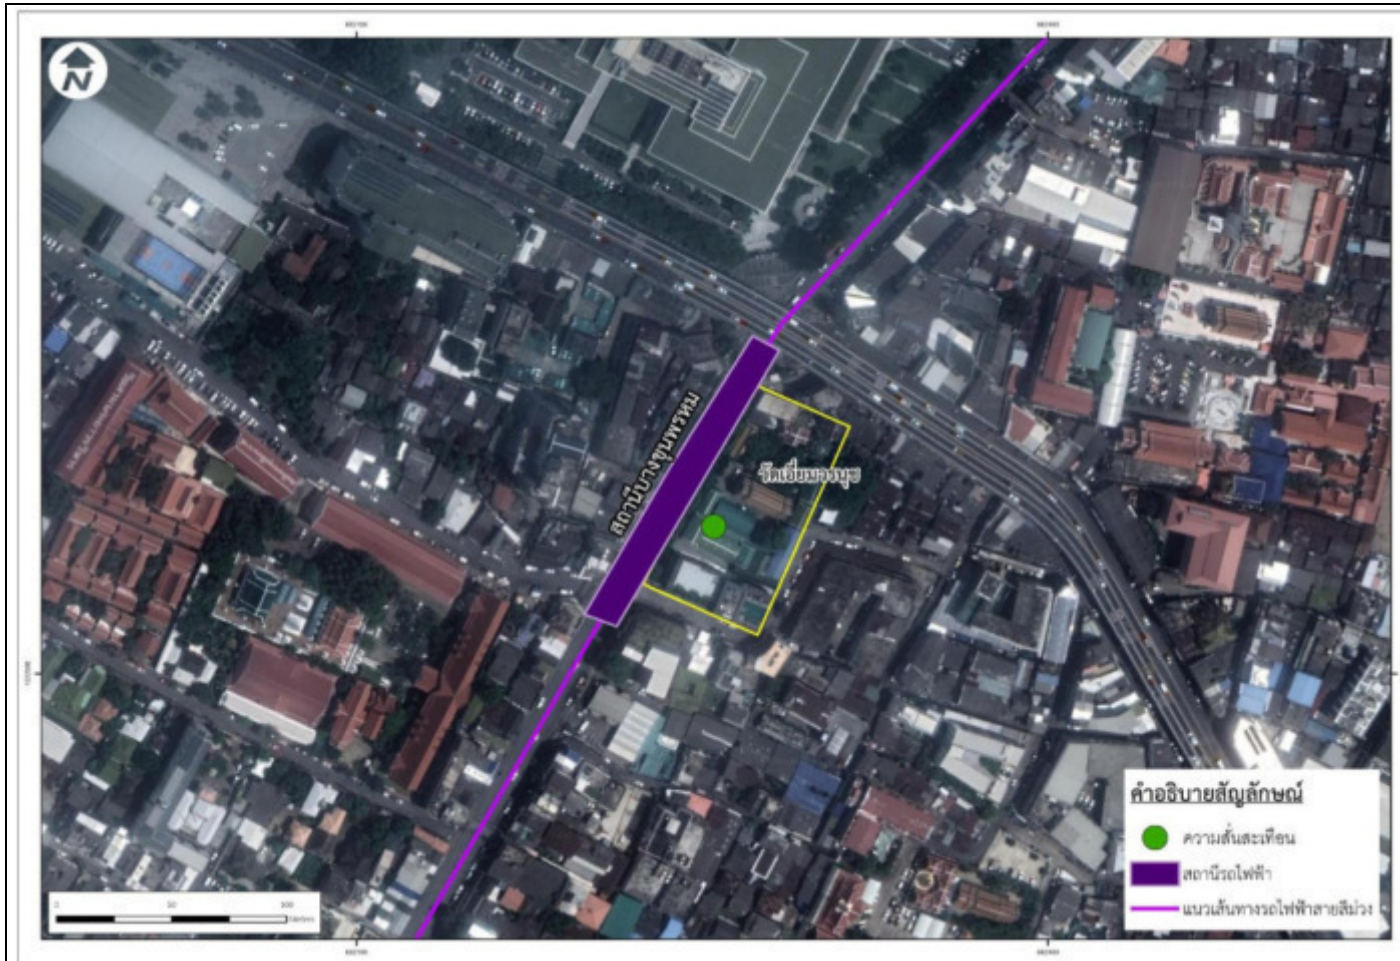 N
สถานีบางขุนพรหม
วัดเอี่ยมวรนุช
คำอธิบายสัญลักษณ์
ความสั่นสะเทือน
สถานีรถไฟฟ้า
แนวเส้นทางรถไฟฟ้าสายสีม่วง
0 50 100
Meters